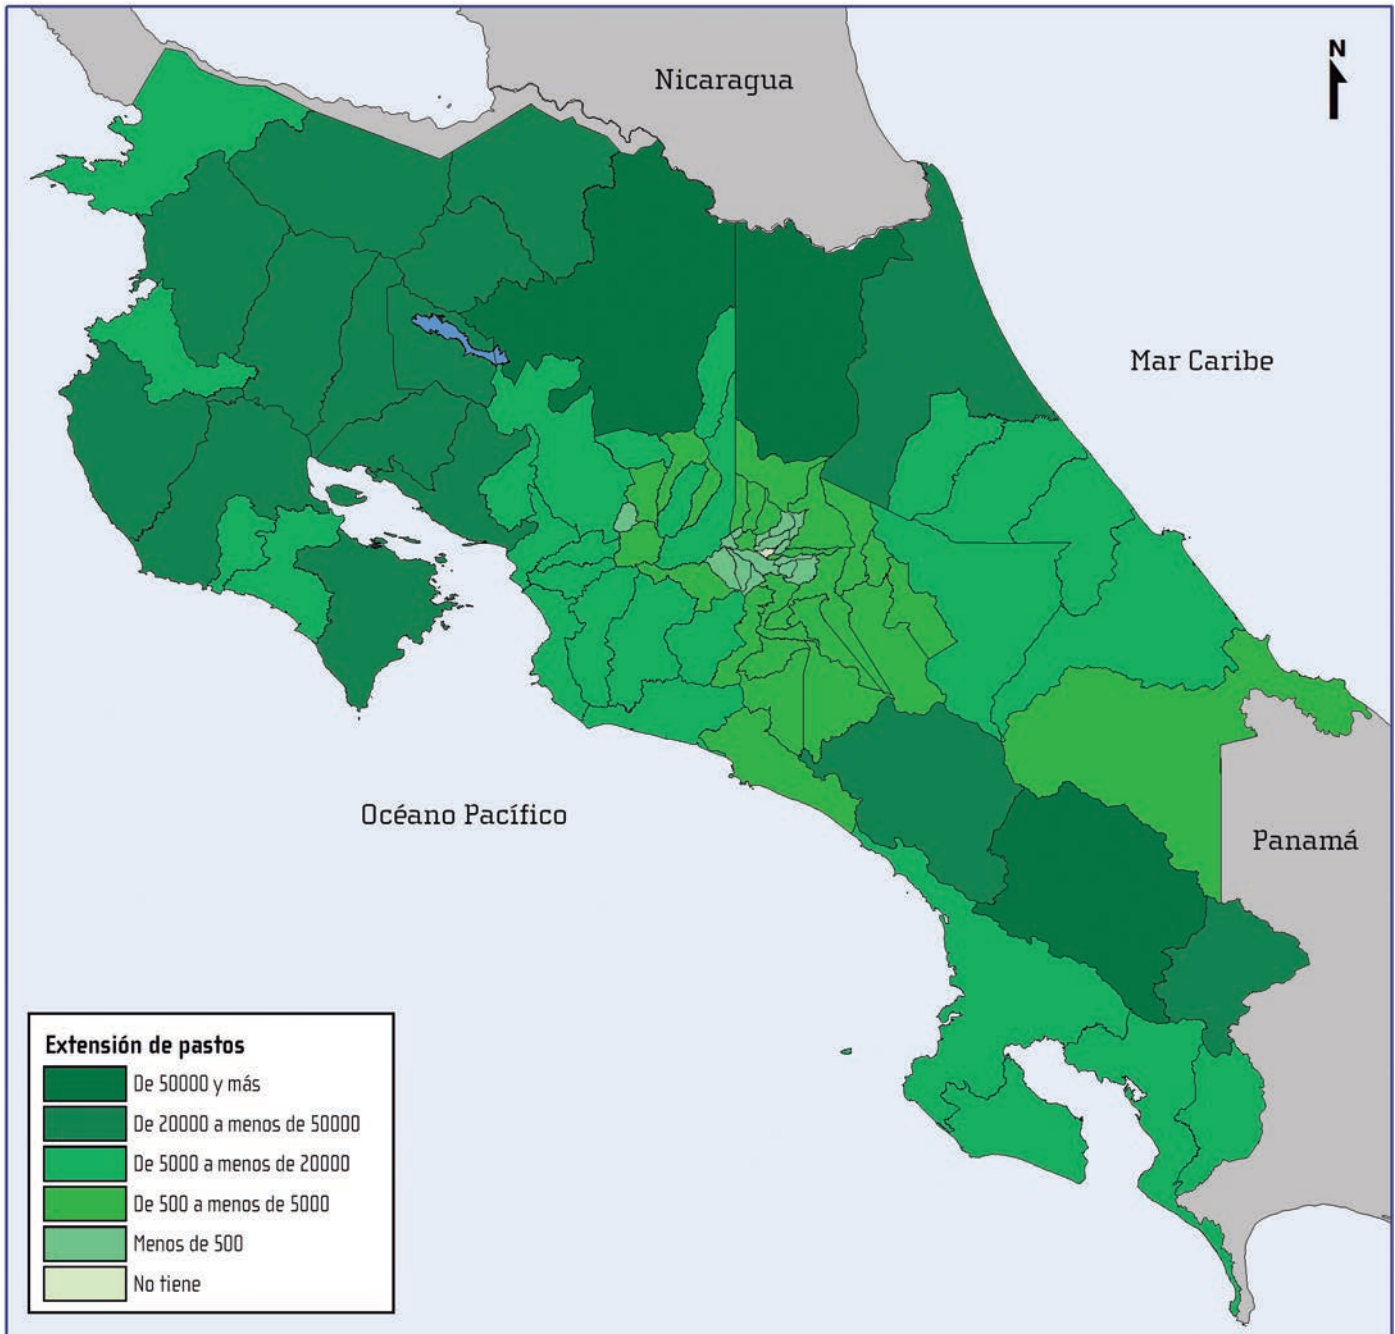 N
Nicaragua
Mar Caribe
Océano Pacífico
Panamá
Extensión de pastos
De 50000 y más
De 20000 a menos de 50000
De 5000 a menos de 20000
De 500 a menos de 5000
Menos de 500
No tiene